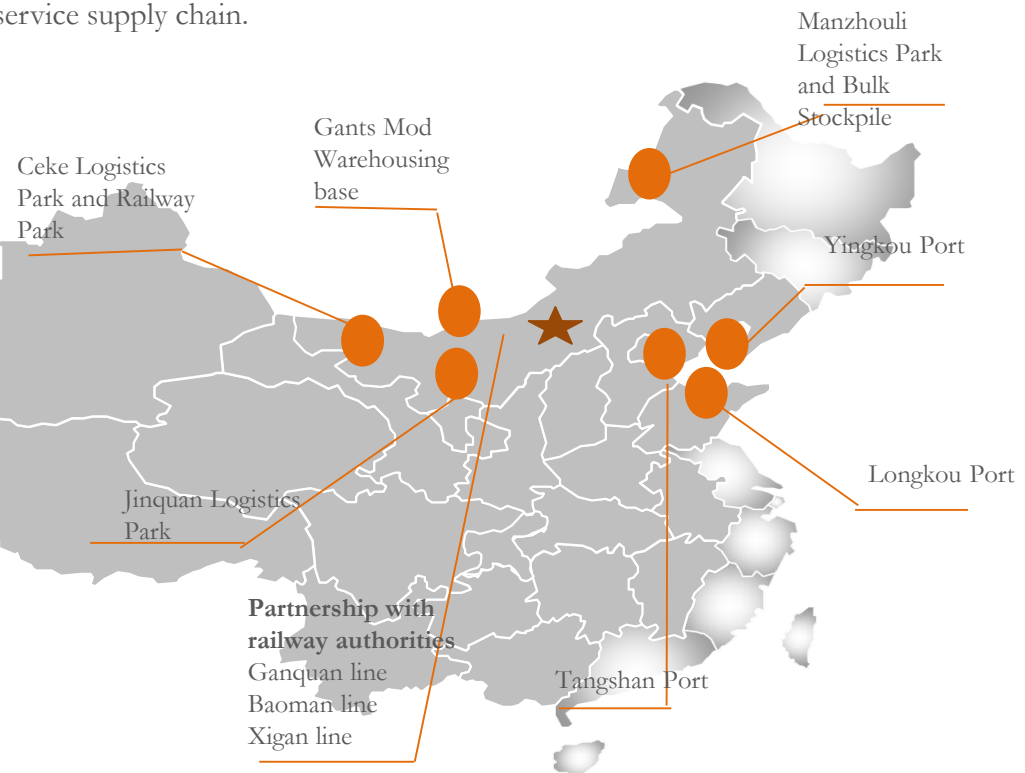 service supply chain.
Manzhouli
Logistics Park
and Bulk
Stockpile
Gants Mod
Warehousing
base
Ceke Logistics
Park and Railway
Park
Yingkou Port
Longkou Port
Jinquan Logistics
Park
Partnership with
railway authorities
Ganquan line
Baoman line
Xigan line
Tangshan Port